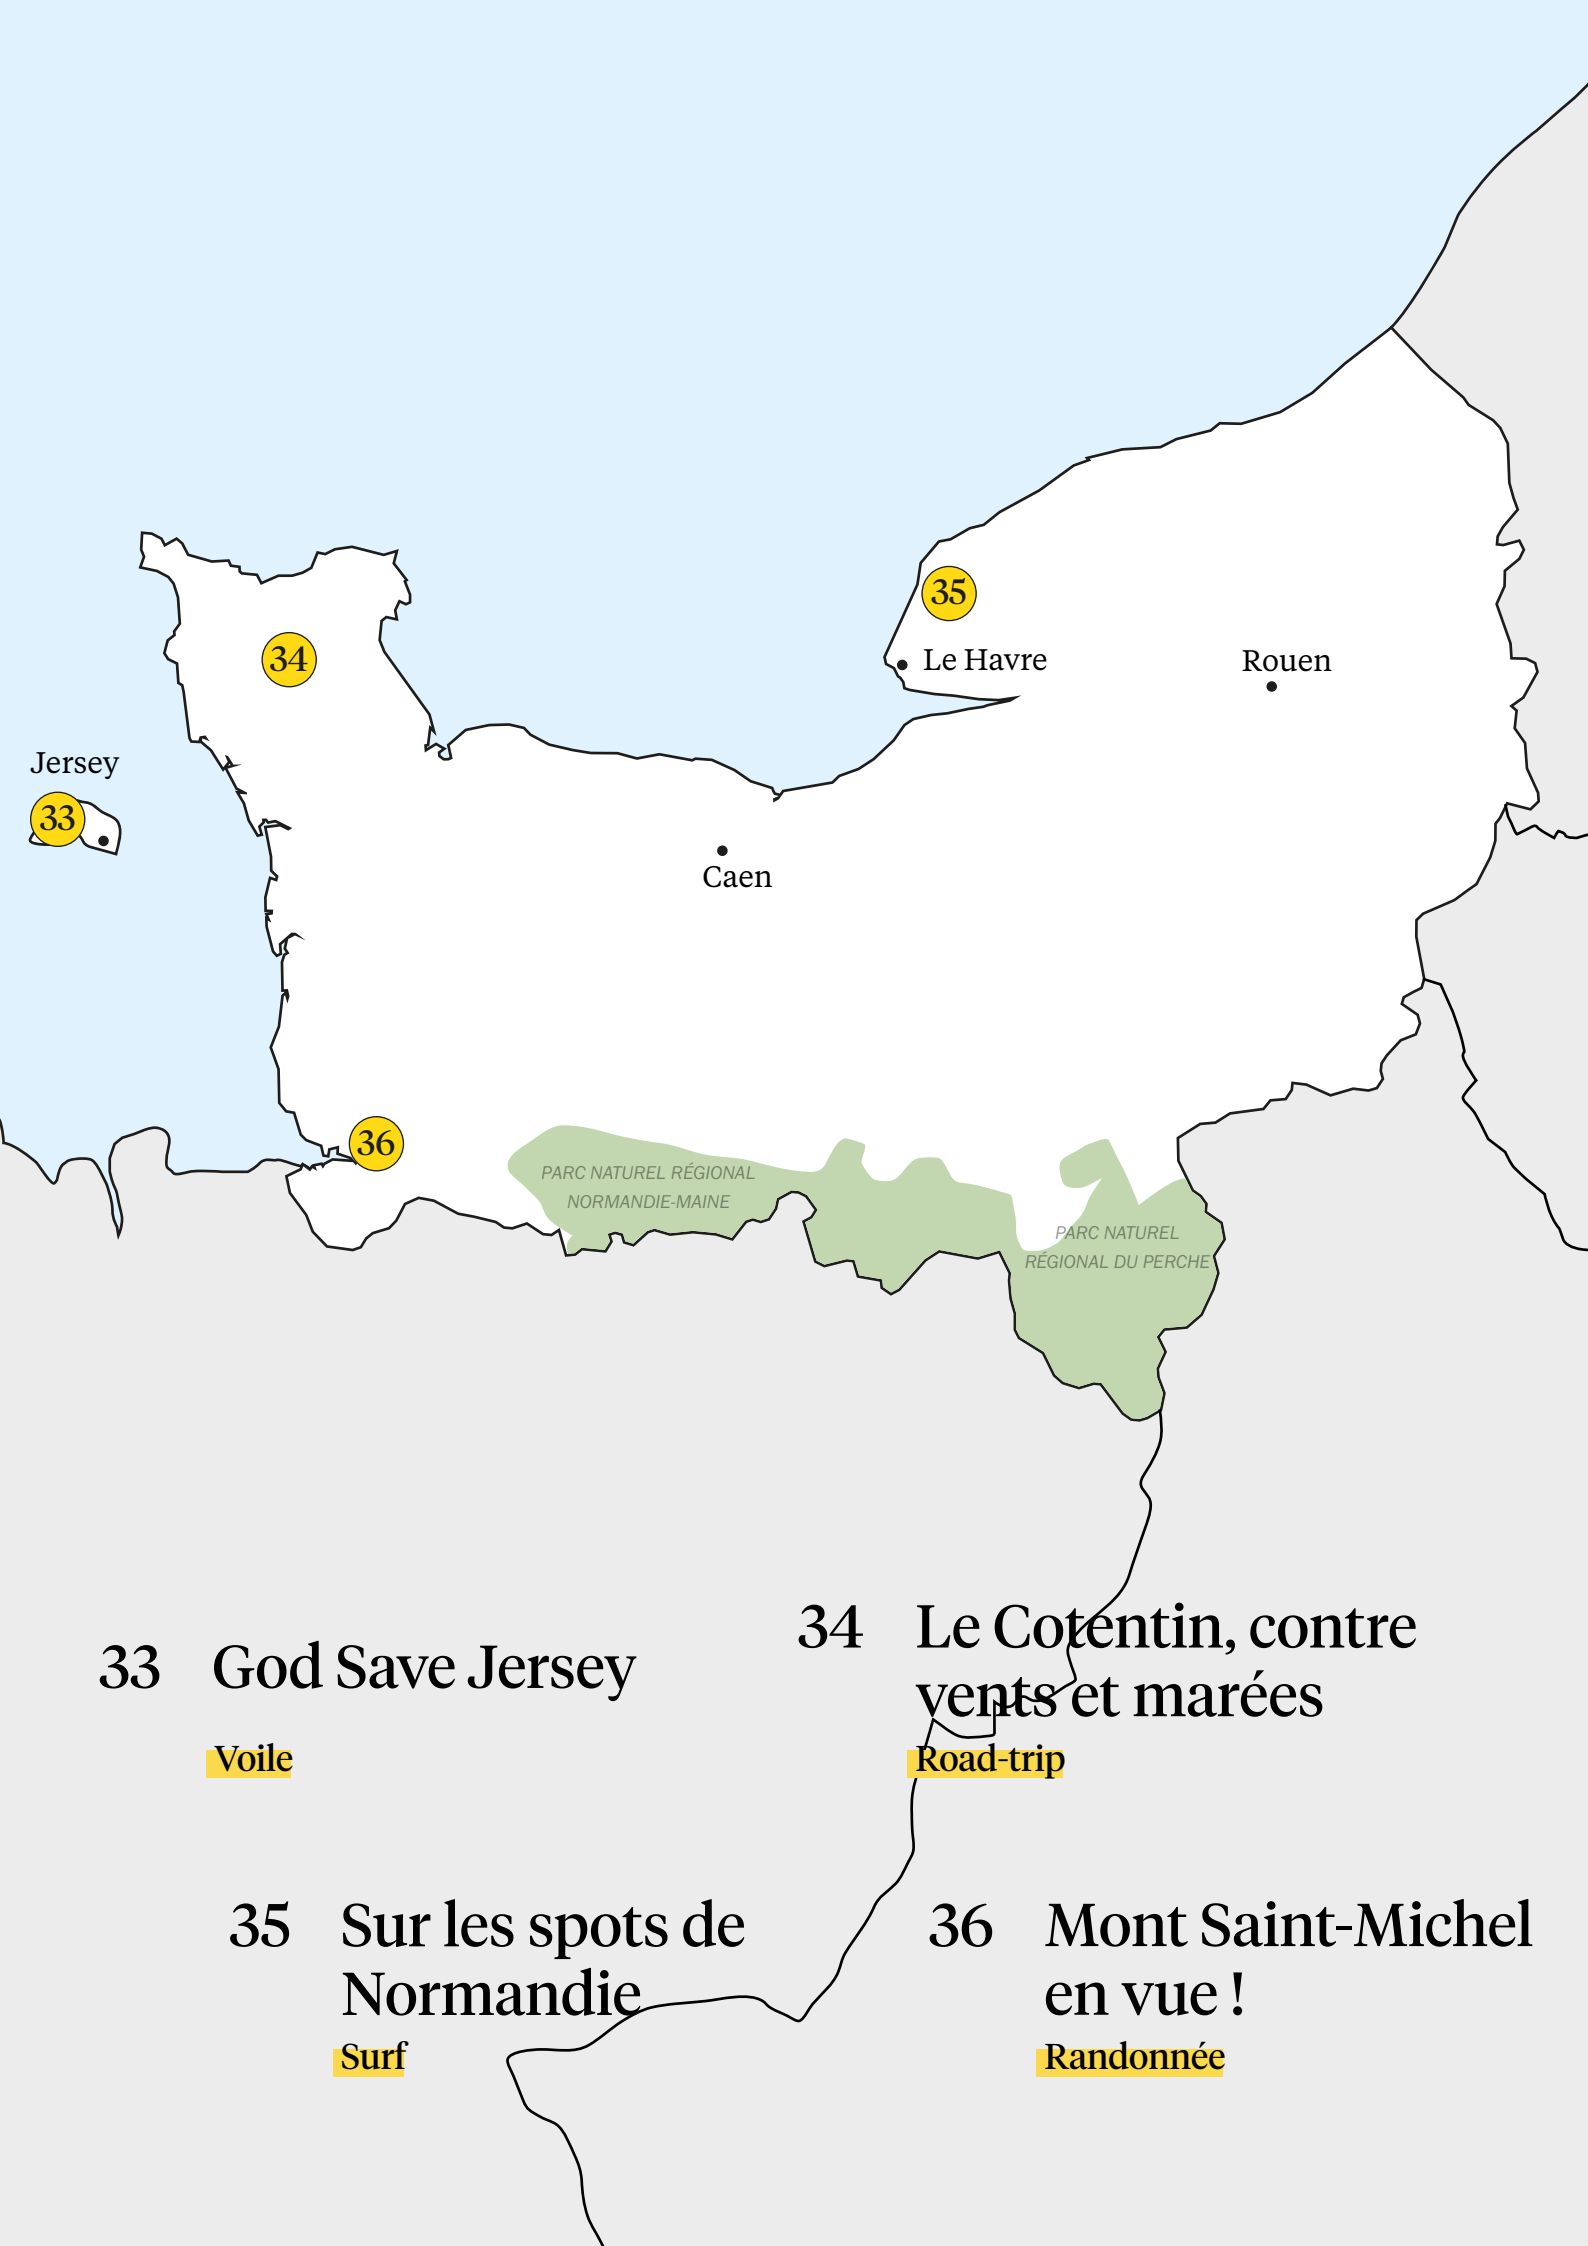 35
34
Le Havre
Rouen
Jersey
33
Caen
36
PARC NATUREL RÉGIONAL
NORMANDIE-MAINE
PARC NATUREL
RÉGIONAL DU PERCHE
33 God Save Jersey
Voile
34 Le Cotentin, contre
vents et marées
Road-trip
35 Sur les spots de
Normandie
Surf
36 Mont Saint-Michel
en vue !
Randonnée